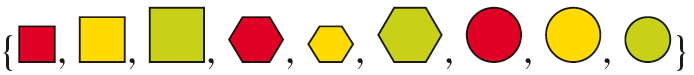 { , , , , , , , , }